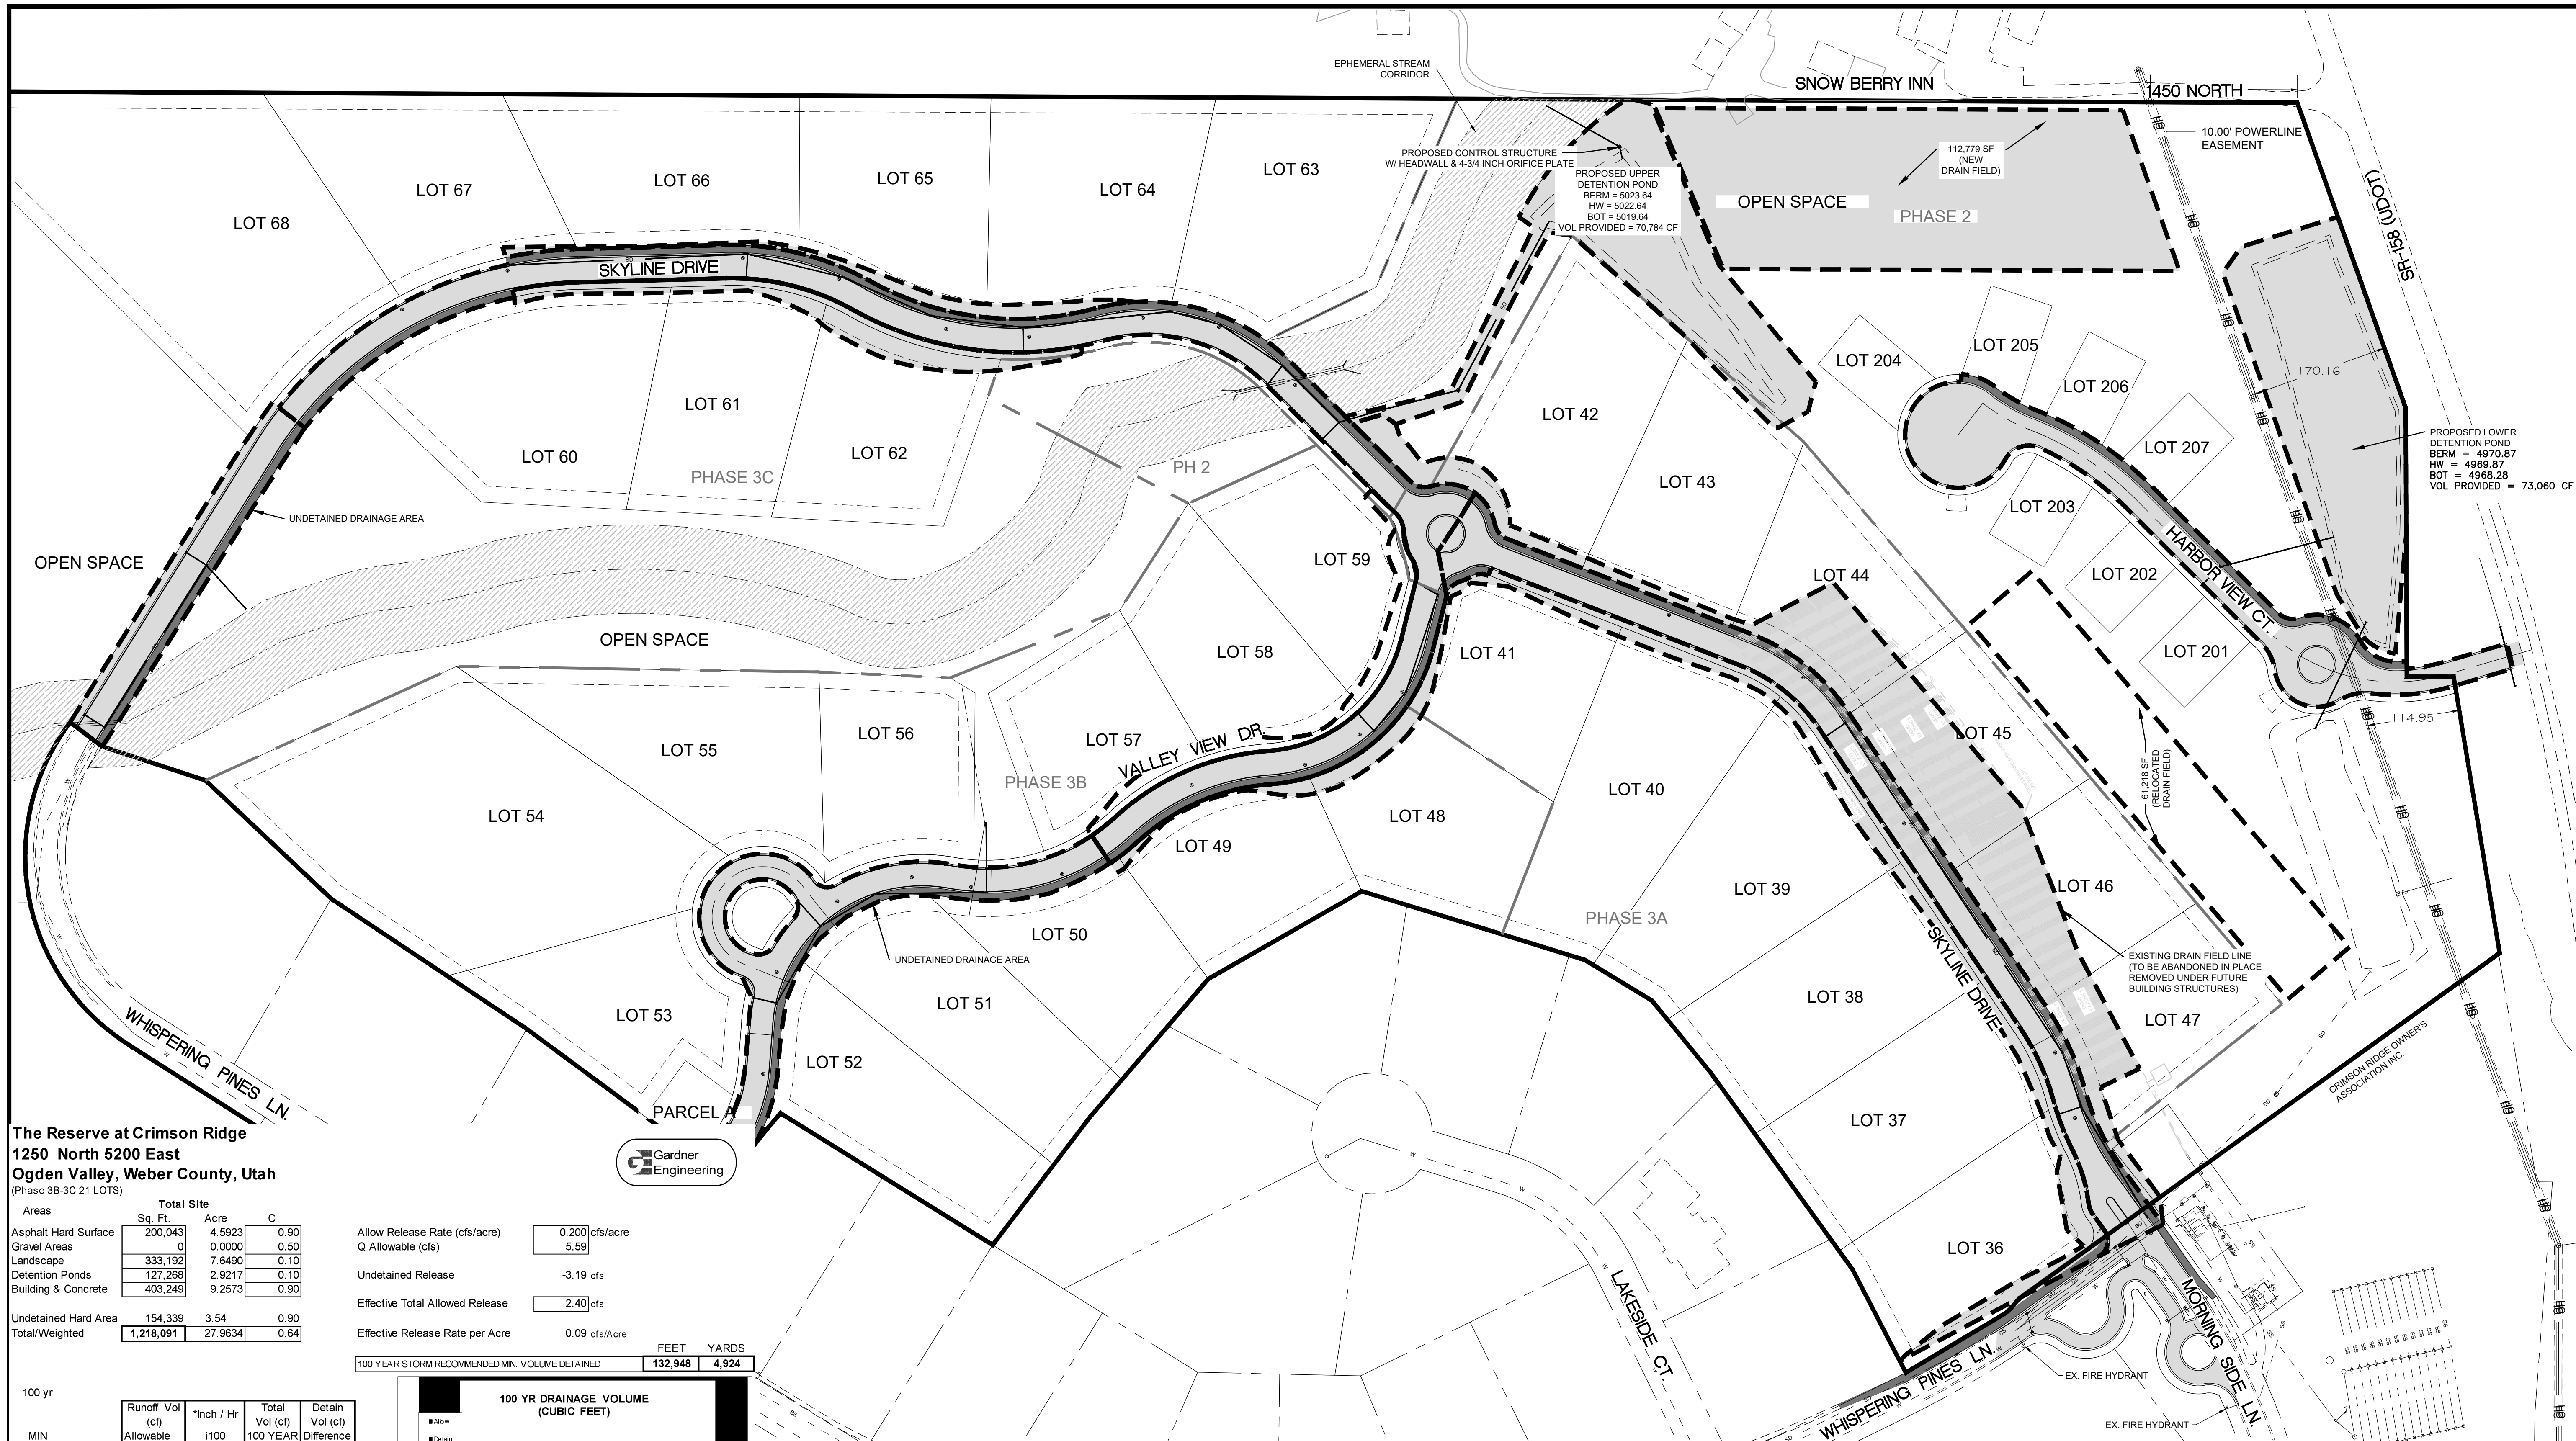 SNOW BERRY INN
1450 NORTH
EPHEMERAL STREAM
CORRIDOR
10.00' POWERLINE
EASEMENT
SR-158 (UDOT)
PROPOSED CONTROL STRUCTURE
W/ HEADWALL & 4-3/4 INCH ORIFICE PLATE
PROPOSED UPPER
DETENTION POND
BERM = 5023.64
HW = 5022.64
BOT = 5019.64
VOL PROVIDED = 70,784 CF
112,779 SF
(NEW
DRAIN FIELD)
OPEN SPACE
PHASE 2
LOT 68
LOT 67
LOT 66
LOT 65
LOT 64
LOT 63
SD
SKYLINE DRIVE
SD
LOT 204
LOT 205
LOT 206
LOT 207
170.16
PROPOSED LOWER
DETENTION POND
BERM = 4970.87
HW = 4969.87
BOT = 4968.28
VOL PROVIDED = 73,060 CF
LOT 61
LOT 60
LOT 62
PHASE 3C
PH 2
LOT 42
LOT 43
LOT 203
LOT 202
LOT 201
HARBOR VIEW CT.
UNDETAINED DRAINAGE AREA
OPEN SPACE
OPEN SPACE
LOT 59
LOT 58
LOT 41
LOT 44
LOT 45
61,218 SF
(RELOCATED
DRAIN FIELD)
114.95
LOT 57
VALLEY VIEW DR.
PHASE 3B
LOT 56
LOT 55
LOT 54
LOT 40
LOT 48
LOT 49
LOT 39
LOT 46
PHASE 3A
LOT 50
UNDETAINED DRAINAGE AREA
LOT 51
LOT 53
LOT 52
LOT 38
SKYLINE DRIVE
EXISTING DRAIN FIELD LINE
(TO BE ABANDONED IN PLACE
REMOVED UNDER FUTURE
BUILDING STRUCTURES)
LOT 47
CRIMSON RIDGE OWNER'S
ASSOCIATION INC.
WHISPERING PINES LN.
PARCEL A
LOT 37
LOT 36
LAKESIDE CT.
WHISPERING PINES LN.
MORNING SIDE LN.
EX. FIRE HYDRANT
EX. FIRE HYDRANT
The Reserve at Crimson Ridge
1250 North 5200 East
Ogden Valley, Weber County, Utah
(Phase 3B-3C 21 LOTS)
Gardner
Engineering
Total Site
Areas Sq. Ft. Acre C
Asphalt Hard Surface 200,043 4.5923 0.90
Gravel Areas 0 0.0000 0.50
Landscape 333,192 7.6490 0.10
Detention Ponds 127,268 2.9217 0.10
Building & Concrete 403,249 9.2573 0.90
Undetained Hard Area 154,339 3.54 0.90
Total/Weighted 1,218,091 27.9634 0.64
Allow Release Rate (cfs/acre) 0.200 cfs/acre
Q Allowable (cfs) 5.59
Undetained Release -3.19 cfs
Effective Total Allowed Release 2.40 cfs
Effective Release Rate per Acre 0.09 cfs/Acre
FEET YARDS
100 YEAR STORM RECOMMENDED MIN. VOLUME DETAINED 132,948 4,924
100 yr
Runoff Vol *Inch / Hr Total Detain
(cf) Vol (cf) Vol (cf)
MIN Allowable i100 100 YEAR Difference
100 YR DRAINAGE VOLUME
(CUBIC FEET)
Allow
Detain